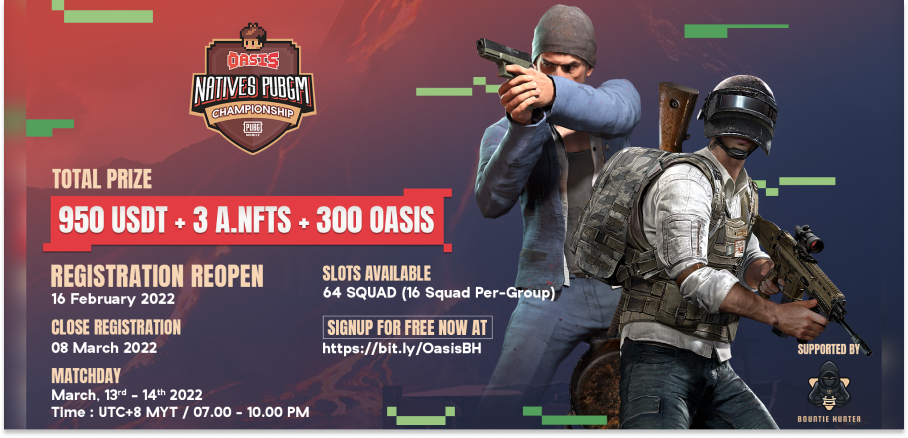 OASIS
NATIVES PUBGM
CHAMPIONSHIP
PUBG
MOBILE
TOTAL PRIZE
950 USDT + 3 A.NFTS + 300 OASIS
REGISTRATION REOPEN
16 February 2022
CLOSE REGISTRATION
08 March 2022
MATCHDAY
March, 13rd - 14th 2022
Time : UTC+8 MYT / 07.00 - 10.00 PM
SLOTS AVAILABLE
64 SQUAD (16 Squad Per-Group)
SIGNUP FOR FREE NOW AT
https://bit.ly/OasisBH
SUPPORTED BY
BOUNTIE HUNTER